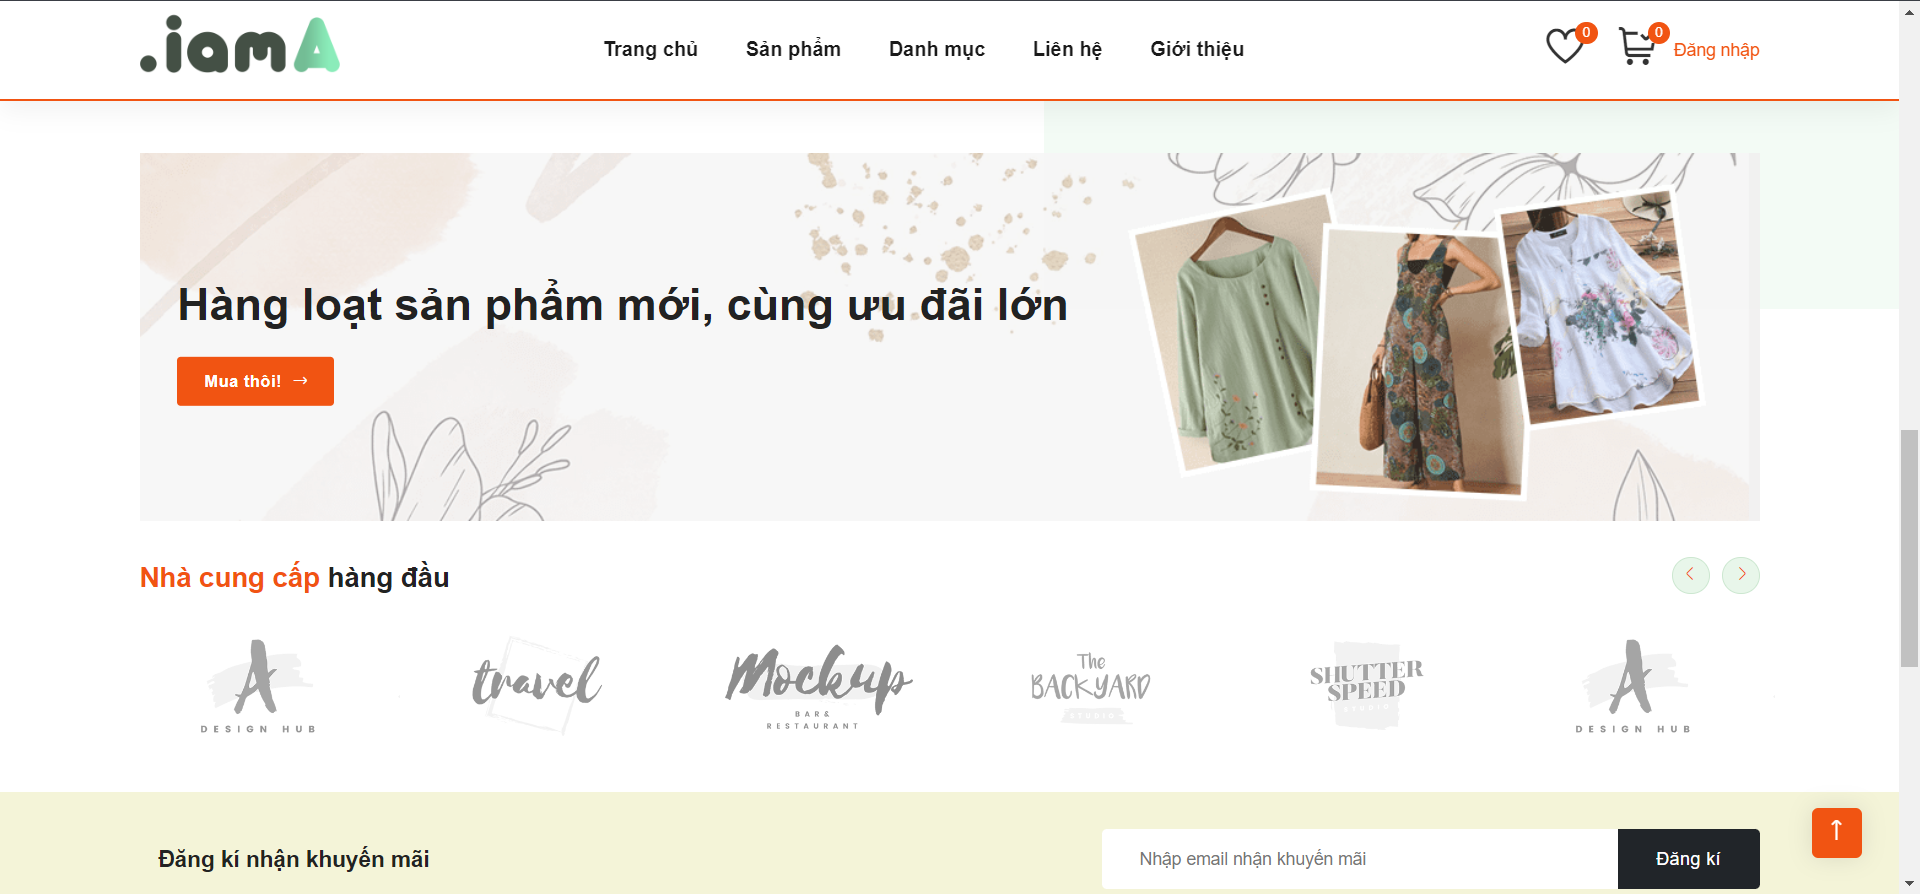 .iamA
Trang chủ
Sản phẩm
Danh mục
Liên hệ
Giới thiệu
0
0
Đăng nhập
Hàng loạt sản phẩm mới, cùng ưu đãi lớn
Mua thôi! →
Nhà cung cấp hàng đầu
A
DESIGN HUB
travel
Mockup
BAR &
RESTAURANT
The
BACKYARD
STUDIO
SHUTTER
SPEED
STUDIO
A
DESIGN HUB
Đăng kí nhận khuyến mãi
Nhập email nhận khuyến mãi
Đăng kí